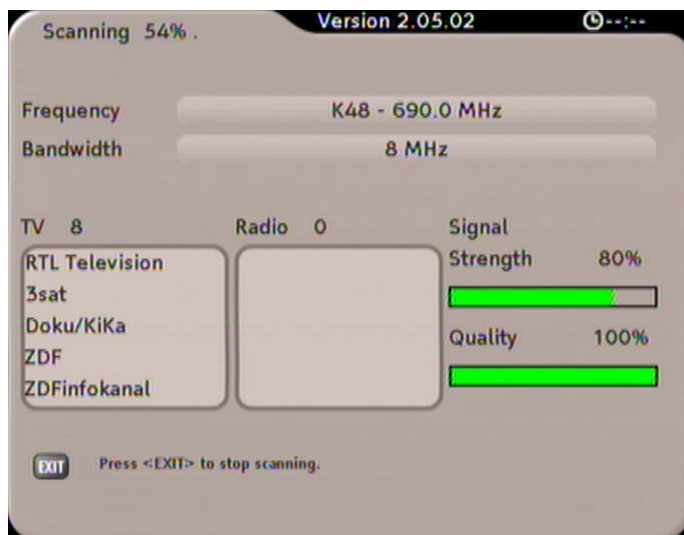 Scanning 54% .
Version 2.05.02
--:--
Frequency K48 - 690.0 MHz
Bandwidth 8 MHz
TV 8
Radio 0
Signal
RTL Television
3sat
Doku/KiKa
ZDF
ZDFinfokanal
Strength 80%
Quality 100%
EXIT Press <EXIT> to stop scanning.